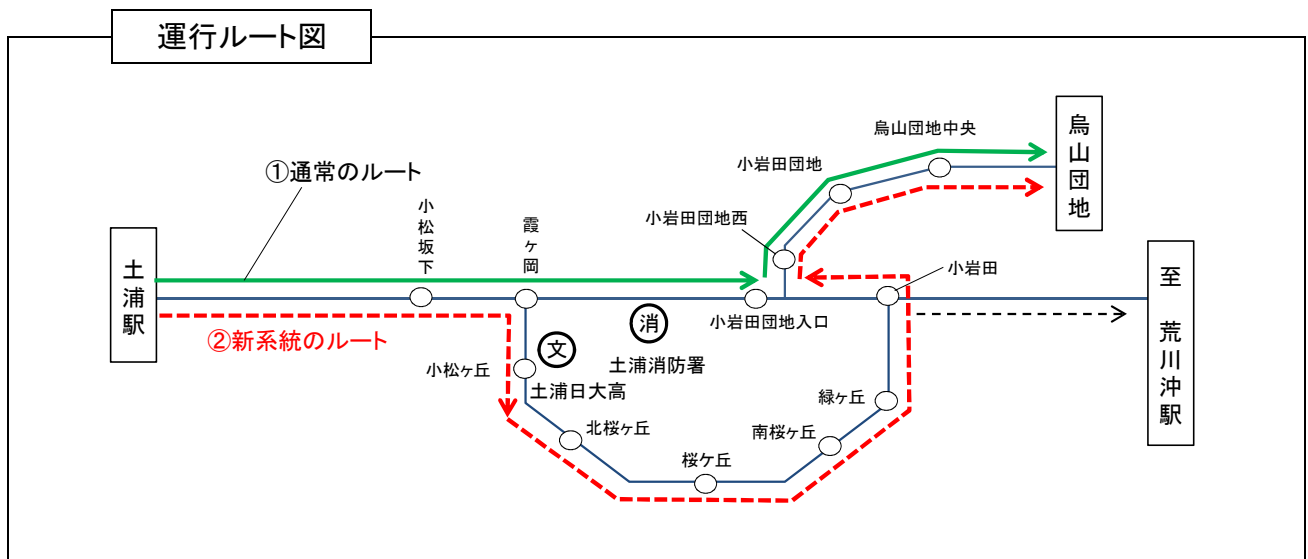 運行ルート図
烏山団地中央
烏山団地
小岩田団地
①通常のルート
小松坂下
霞ヶ岡
小岩田団地西
土浦駅
小岩田
至 荒川沖駅
小岩田団地入口
②新系統のルート
消
土浦消防署
文
小松ヶ丘
土浦日大高
緑ヶ丘
北桜ヶ丘
南桜ヶ丘
桜ケ丘